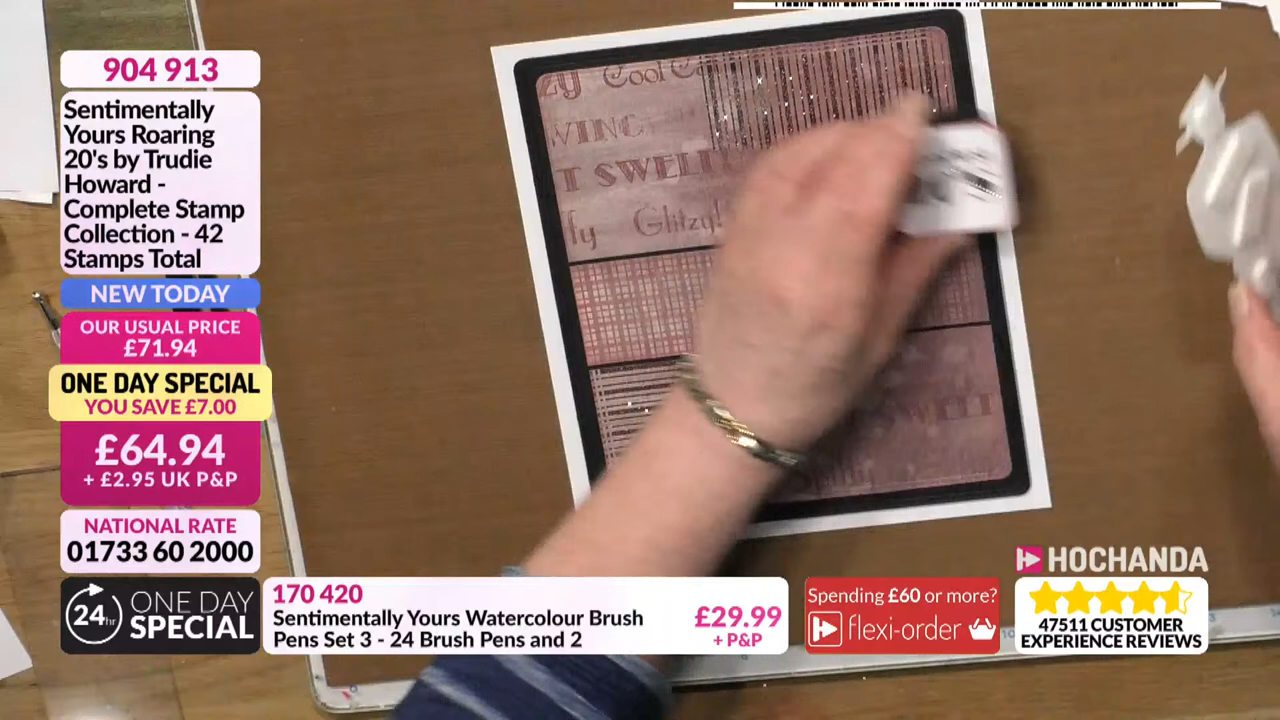 904 913
Sentimentally
Yours Roaring
20's by Trudie
Howard -
Complete Stamp
Collection - 42
Stamps Total
NEW TODAY
OUR USUAL PRICE
£71.94
ONE DAY SPECIAL
YOU SAVE £7.00
£64.94
+ £2.95 UK P&P
NATIONAL RATE
01733 60 2000
24hr
ONE DAY
SPECIAL
170 420
Sentimentally Yours Watercolour Brush
Pens Set 3 - 24 Brush Pens and 2
£29.99
+ P&P
Spending £60 or more?
flexi-order
HOCHANDA
47511 CUSTOMER
EXPERIENCE REVIEWS
Cool
T SWELL
Glitzy!